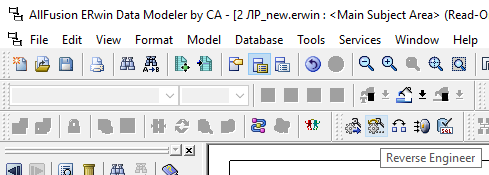 AllFusion ERwin Data Modeler by CA - [2 ЛР_new.erwin : <Main Subject Area> (Read-O
File Edit View Format Model Database Tools Services Window Help
A→B
SQL
Reverse Engineer